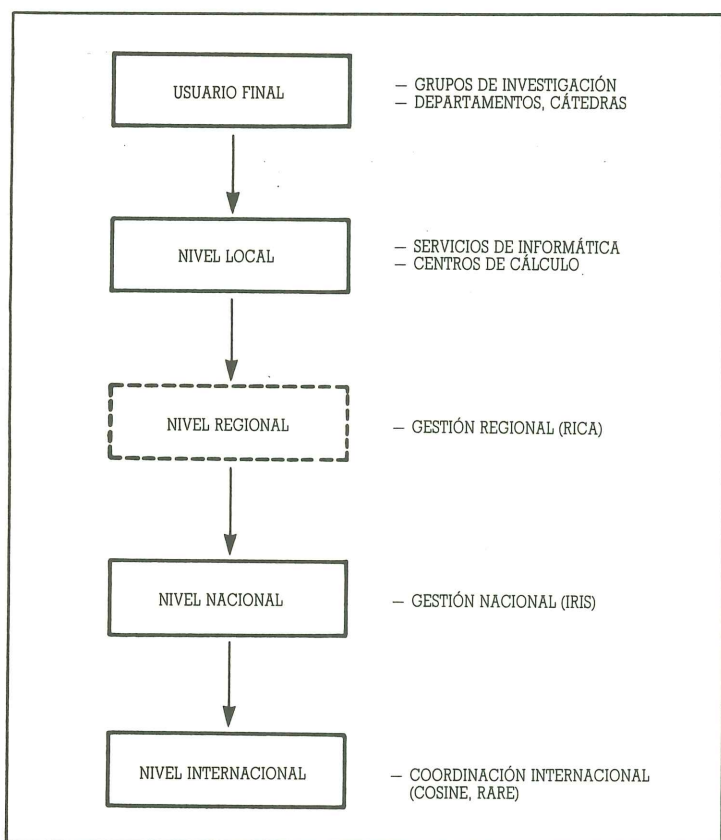 USUARIO FINAL
— GRUPOS DE INVESTIGACIÓN
— DEPARTAMENTOS, CÁTEDRAS
NIVEL LOCAL
— SERVICIOS DE INFORMÁTICA
— CENTROS DE CÁLCULO
NIVEL REGIONAL
— GESTIÓN REGIONAL (RICA)
NIVEL NACIONAL
— GESTIÓN NACIONAL (IRIS)
NIVEL INTERNACIONAL
— COORDINACIÓN INTERNACIONAL
(COSINE, RARE)